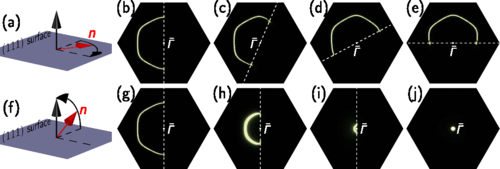 (a)
n
(111) surface
(b)
Γ̄
(c)
Γ̄
(d)
Γ̄
(e)
Γ̄
(f)
n
(111) surface
(g)
Γ̄
(h)
Γ̄
(i)
Γ̄
(j)
Γ̄